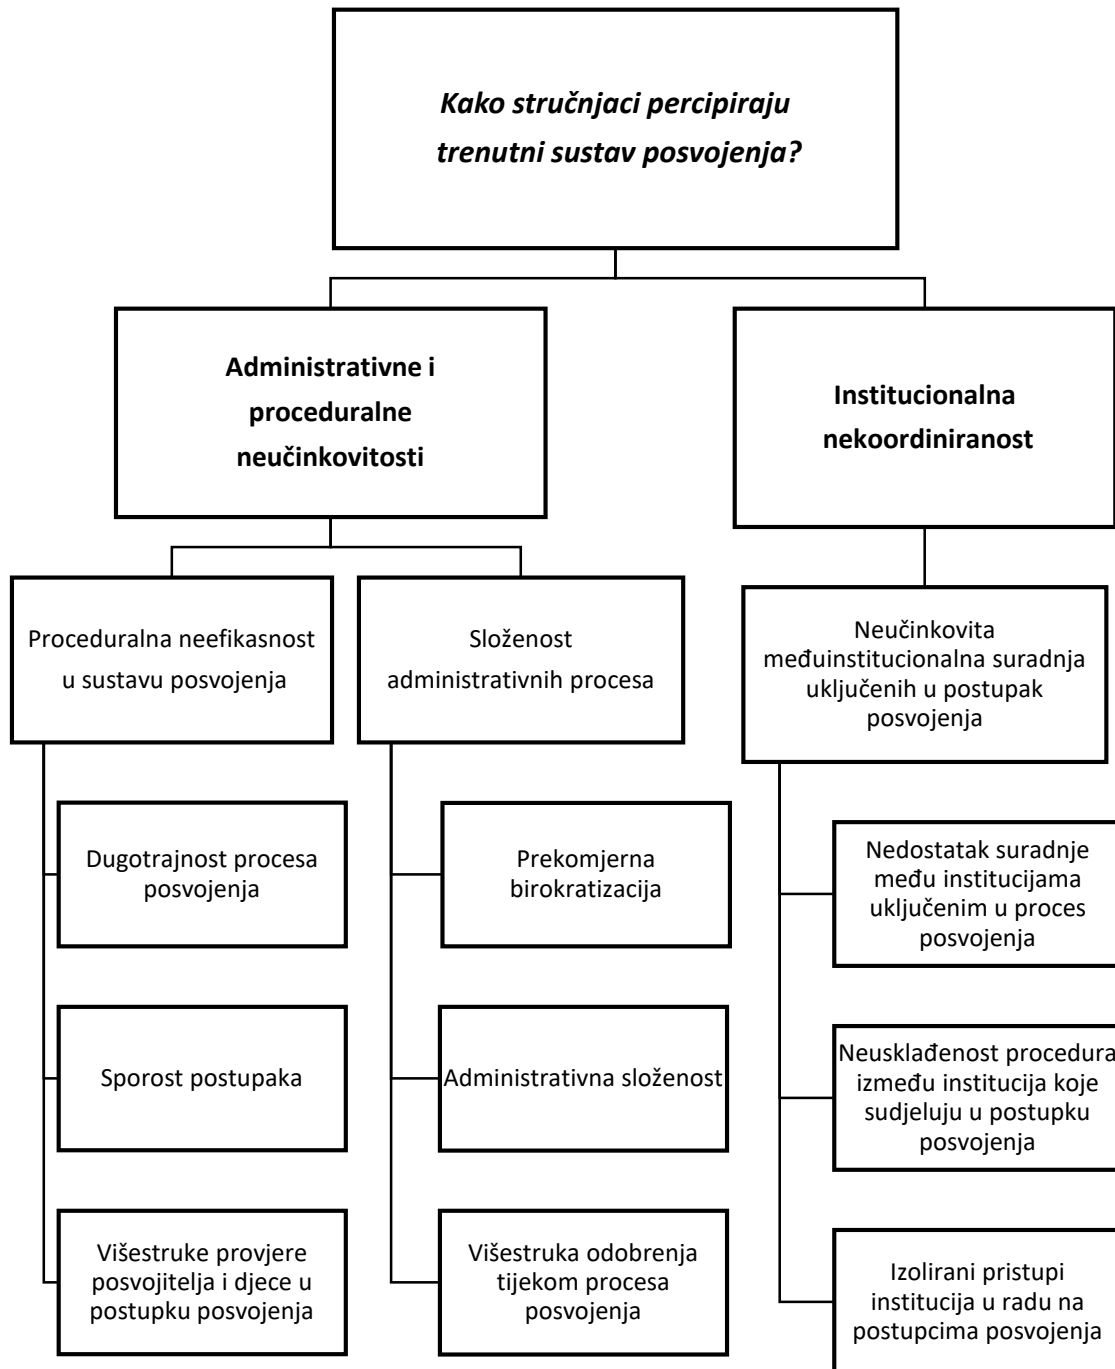 Kako stručnjaci percipiraju
trenutni sustav posvojenja?
Administrativne i
proceduralne
neučinkovitosti
Institucionalna
nekoordiniranost
Proceduralna neefikasnost
u sustavu posvojenja
Složenost
administrativnih procesa
Neučinkovita
međuinstitucionalna suradnja
uključenih u postupak
posvojenja
Dugotrajnost procesa
posvojenja
Prekomjerna
birokratizacija
Nedostatak suradnje
među institucijama
uključenim u proces
posvojenja
Sporost postupaka
Administrativna složenost
Neusklađenost procedura
između institucija koje
sudjeluju u postupku
posvojenja
Višestruke provjere
posvojitelja i djece u
postupku posvojenja
Višestruka odobrenja
tijekom procesa
posvojenja
Izolirani pristupi
institucija u radu na
postupcima posvojenja